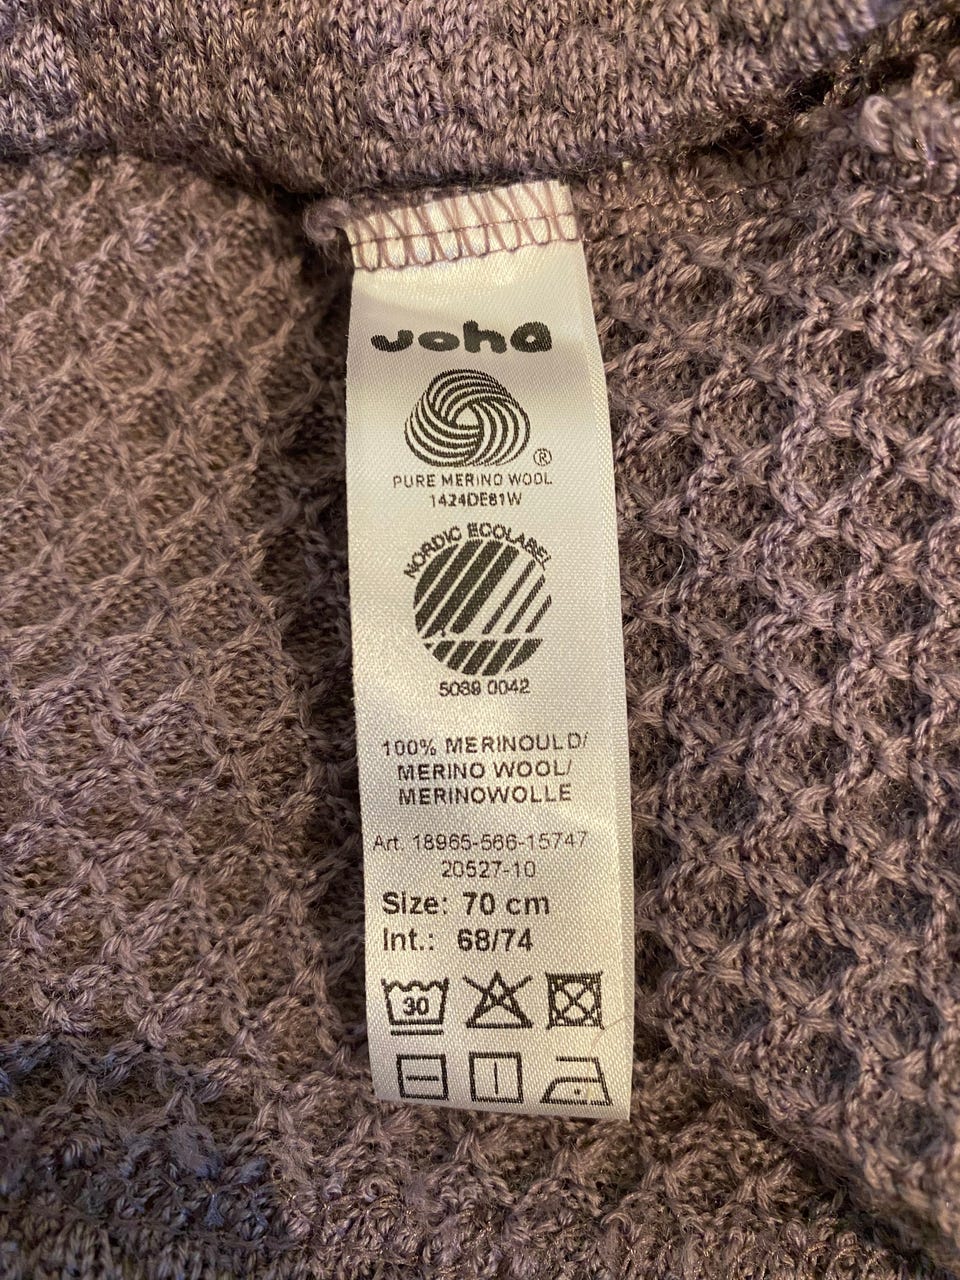 Joha
®
PURE MERINO WOOL
1424DE81W
NORDIC ECOLABEL
5039 0042
100% MERINOULD/
MERINO WOOL/
MERINOWOLLE
Art. 18965-566-15747
20527-10
Size: 70 cm
Int.: 68/74
30